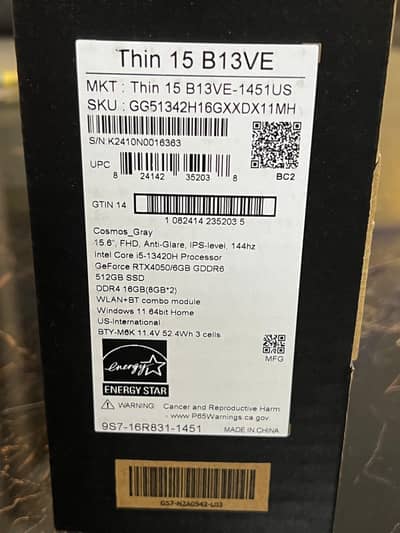 Thin 15 B13VE
MKT : Thin 15 B13VE-1451US
SKU : GG51342H16GXXDX11MH
S/N:K2410N0016363
UPC
8 24142 35203 8
BC2
GTIN 14
1 082414 235203 5
Cosmos_Gray
15.6", FHD, Anti-Glare, IPS-level, 144hz
Intel Core i5-13420H Processor
GeForce RTX4050/6GB GDDR6
512GB SSD
DDR4 16GB(8GB*2)
WLAN+BT combo module
Windows 11 64bit Home
US-International
BTY-M6K 11.4V 52.4Wh 3 cells
MFG
energy
ENERGY STAR
WARNING Cancer and Reproductive Harm
- www.P65Warnings.ca.gov
9S7-16R831-1451 MADE IN CHINA